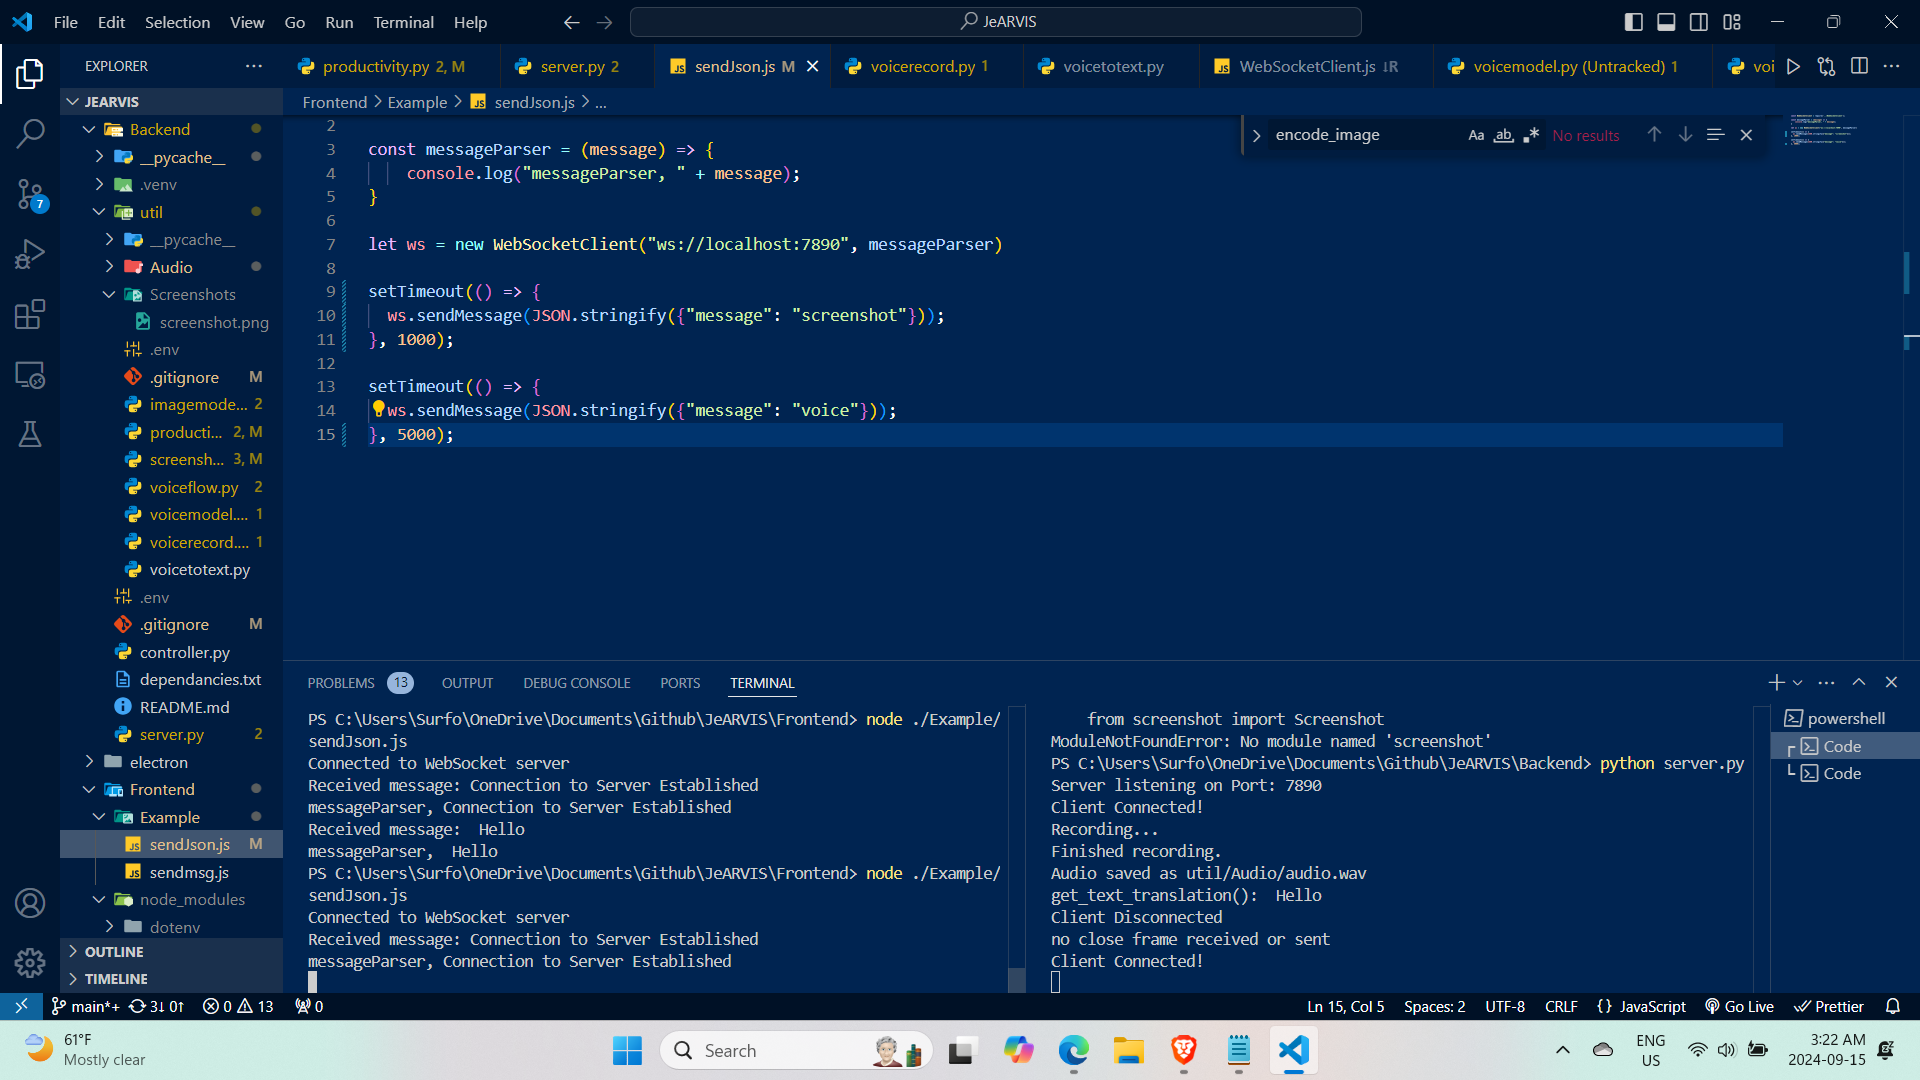 File Edit Selection View Go Run Terminal Help
JeARVIS
EXPLORER
JEARVIS
Backend
__pycache__
.venv
util
__pycache__
Audio
Screenshots
screenshot.png
.env
.gitignore M
imagemode... 2
producti... 2, M
screensh... 3, M
voiceflow.py 2
voicemodel.... 1
voicerecord.... 1
voicetotext.py
.env
.gitignore M
controller.py
dependancies.txt
README.md
server.py 2
electron
Frontend
Example
sendJson.js M
sendmsg.js
node_modules
dotenv
OUTLINE
TIMELINE
7
productivity.py 2, M
server.py 2
sendJson.js M
voicerecord.py 1
voicetotext.py
WebSocketClient.js
voicemodel.py (Untracked) 1
voi
Frontend > Example > sendJson.js > ...
encode_image Aa ab No results
2
3 const messageParser = (message) => {
4 console.log("messageParser, " + message);
5 }
6
7 let ws = new WebSocketClient("ws://localhost:7890", messageParser)
8
9 setTimeout(() => {
10 ws.sendMessage(JSON.stringify({"message": "screenshot"}));
11 }, 1000);
12
13 setTimeout(() => {
14 ws.sendMessage(JSON.stringify({"message": "voice"}));
15 }, 5000);
PROBLEMS 13 OUTPUT DEBUG CONSOLE PORTS TERMINAL
PS C:\Users\Surfo\OneDrive\Documents\Github\JeARVIS\Frontend> node ./Example/
sendJson.js
Connected to WebSocket server
Received message: Connection to Server Established
messageParser, Connection to Server Established
Received message:  Hello
messageParser,  Hello
PS C:\Users\Surfo\OneDrive\Documents\Github\JeARVIS\Frontend> node ./Example/
sendJson.js
Connected to WebSocket server
Received message: Connection to Server Established
messageParser, Connection to Server Established
from screenshot import Screenshot
ModuleNotFoundError: No module named 'screenshot'
PS C:\Users\Surfo\OneDrive\Documents\Github\JeARVIS\Backend> python server.py
Server listening on Port: 7890
Client Connected!
Recording...
Finished recording.
Audio saved as util/Audio/audio.wav
get_text_translation():  Hello
Client Disconnected
no close frame received or sent
Client Connected!
powershell
Code
Code
main*+ 3↓ 0↑ 0 13 0
Ln 15, Col 5 Spaces: 2 UTF-8 CRLF {} JavaScript Go Live Prettier
61°F
Mostly clear
Search
ENG
US
3:22 AM
2024-09-15